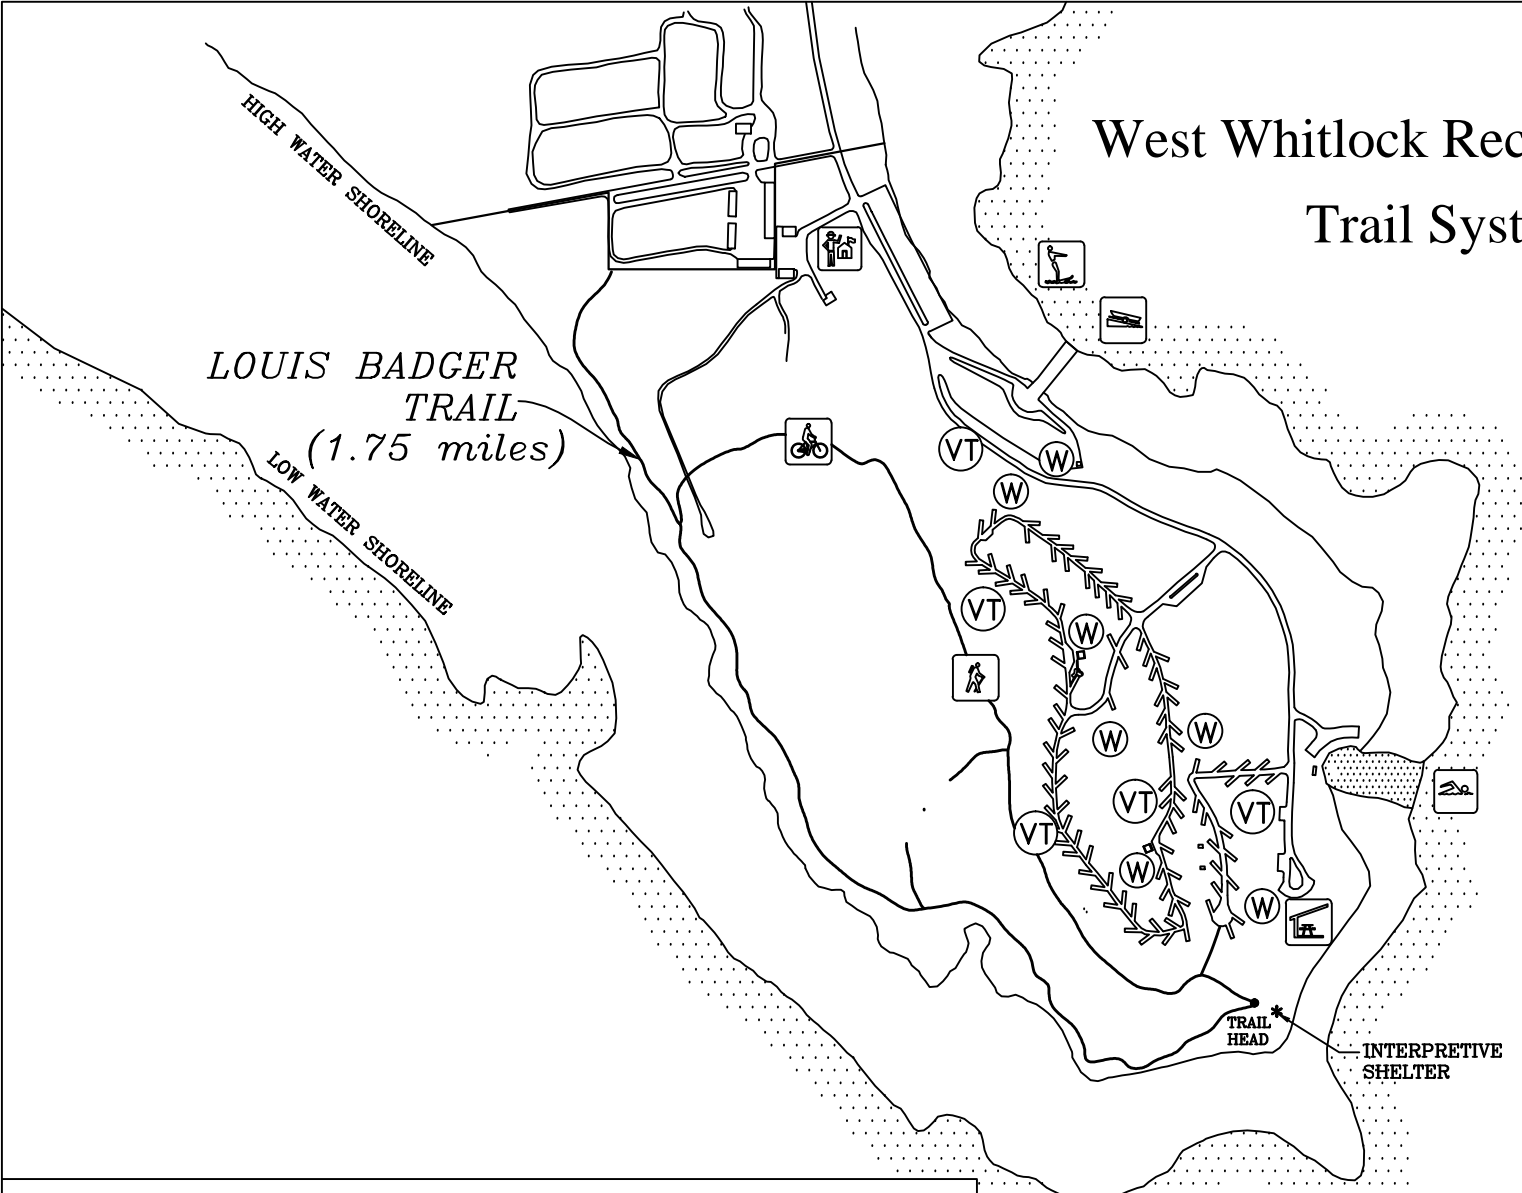 West Whitlock Rec
Trail Syst
HIGH WATER SHORELINE
LOUIS BADGER
TRAIL
(1.75 miles)
LOW WATER SHORELINE
VT
W
W
VT
W
W
W
VT
VT
VT
W
W
TRAIL
HEAD
INTERPRETIVE
SHELTER